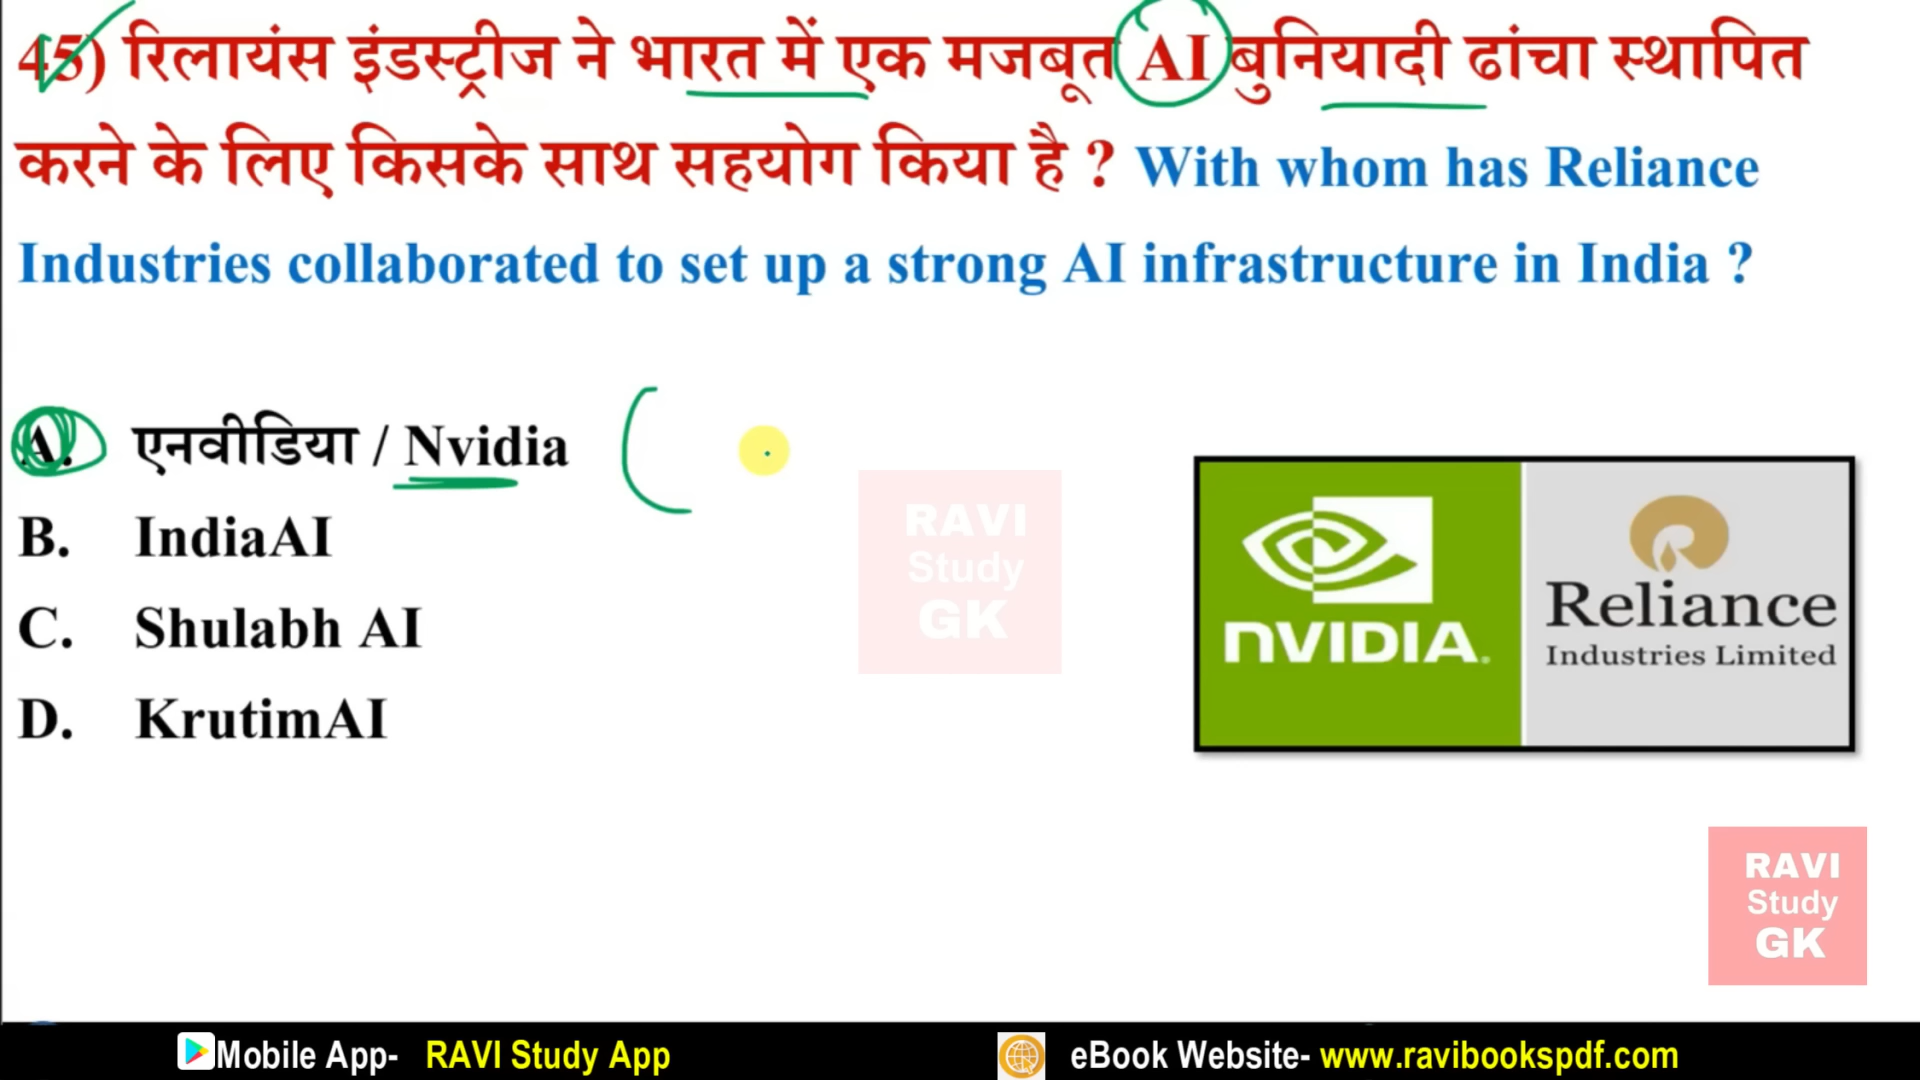 45) रिलायंस इंडस्ट्रीज ने भारत में एक मजबूत AI बुनियादी ढांचा स्थापित
करने के लिए किसके साथ सहयोग किया है ? With whom has Reliance
Industries collaborated to set up a strong AI infrastructure in India ?
A. एनवीडिया / Nvidia
B. IndiaAI
C. Shulabh AI
D. KrutimAI
RAVI
Study
GK
NVIDIA.
Reliance
Industries Limited
RAVI
Study
GK
Mobile App- RAVI Study App
eBook Website- www.ravibookspdf.com